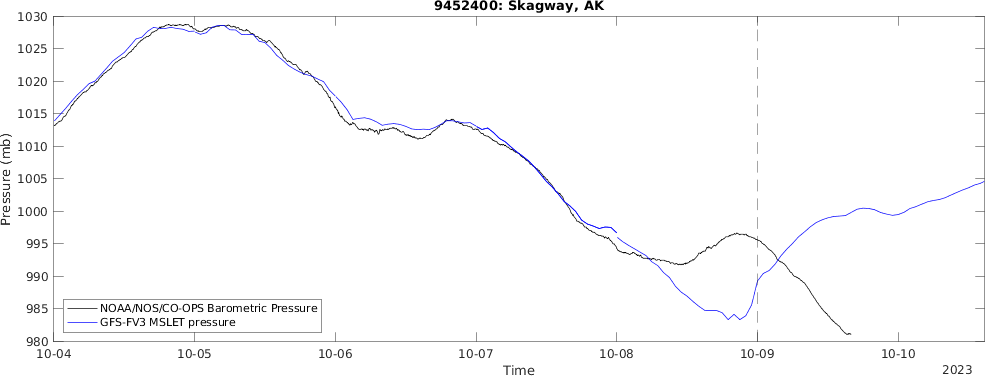 9452400: Skagway, AK
Pressure (mb)
1030
1025
1020
1015
1010
1005
1000
995
990
985
980
NOAA/NOS/CO-OPS Barometric Pressure
GFS-FV3 MSLET pressure
10-04 10-05 10-06 10-07 10-08 10-09 10-10
Time
2023